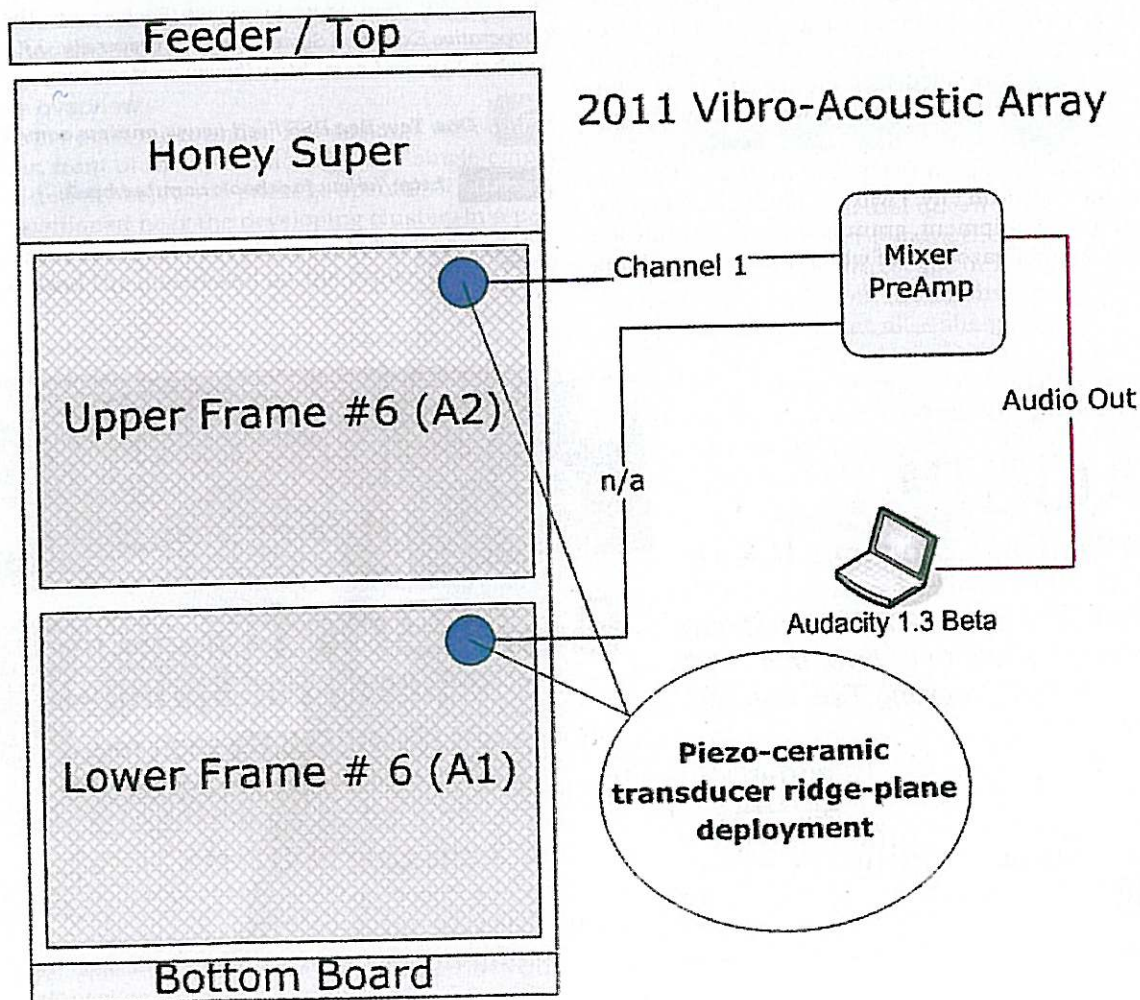 Feeder / Top
Honey Super
2011 Vibro-Acoustic Array
Channel 1
Mixer
PreAmp
Upper Frame #6 (A2)
Audio Out
n/a
Audacity 1.3 Beta
Lower Frame # 6 (A1)
Piezo-ceramic
transducer ridge-plane
deployment
Bottom Board